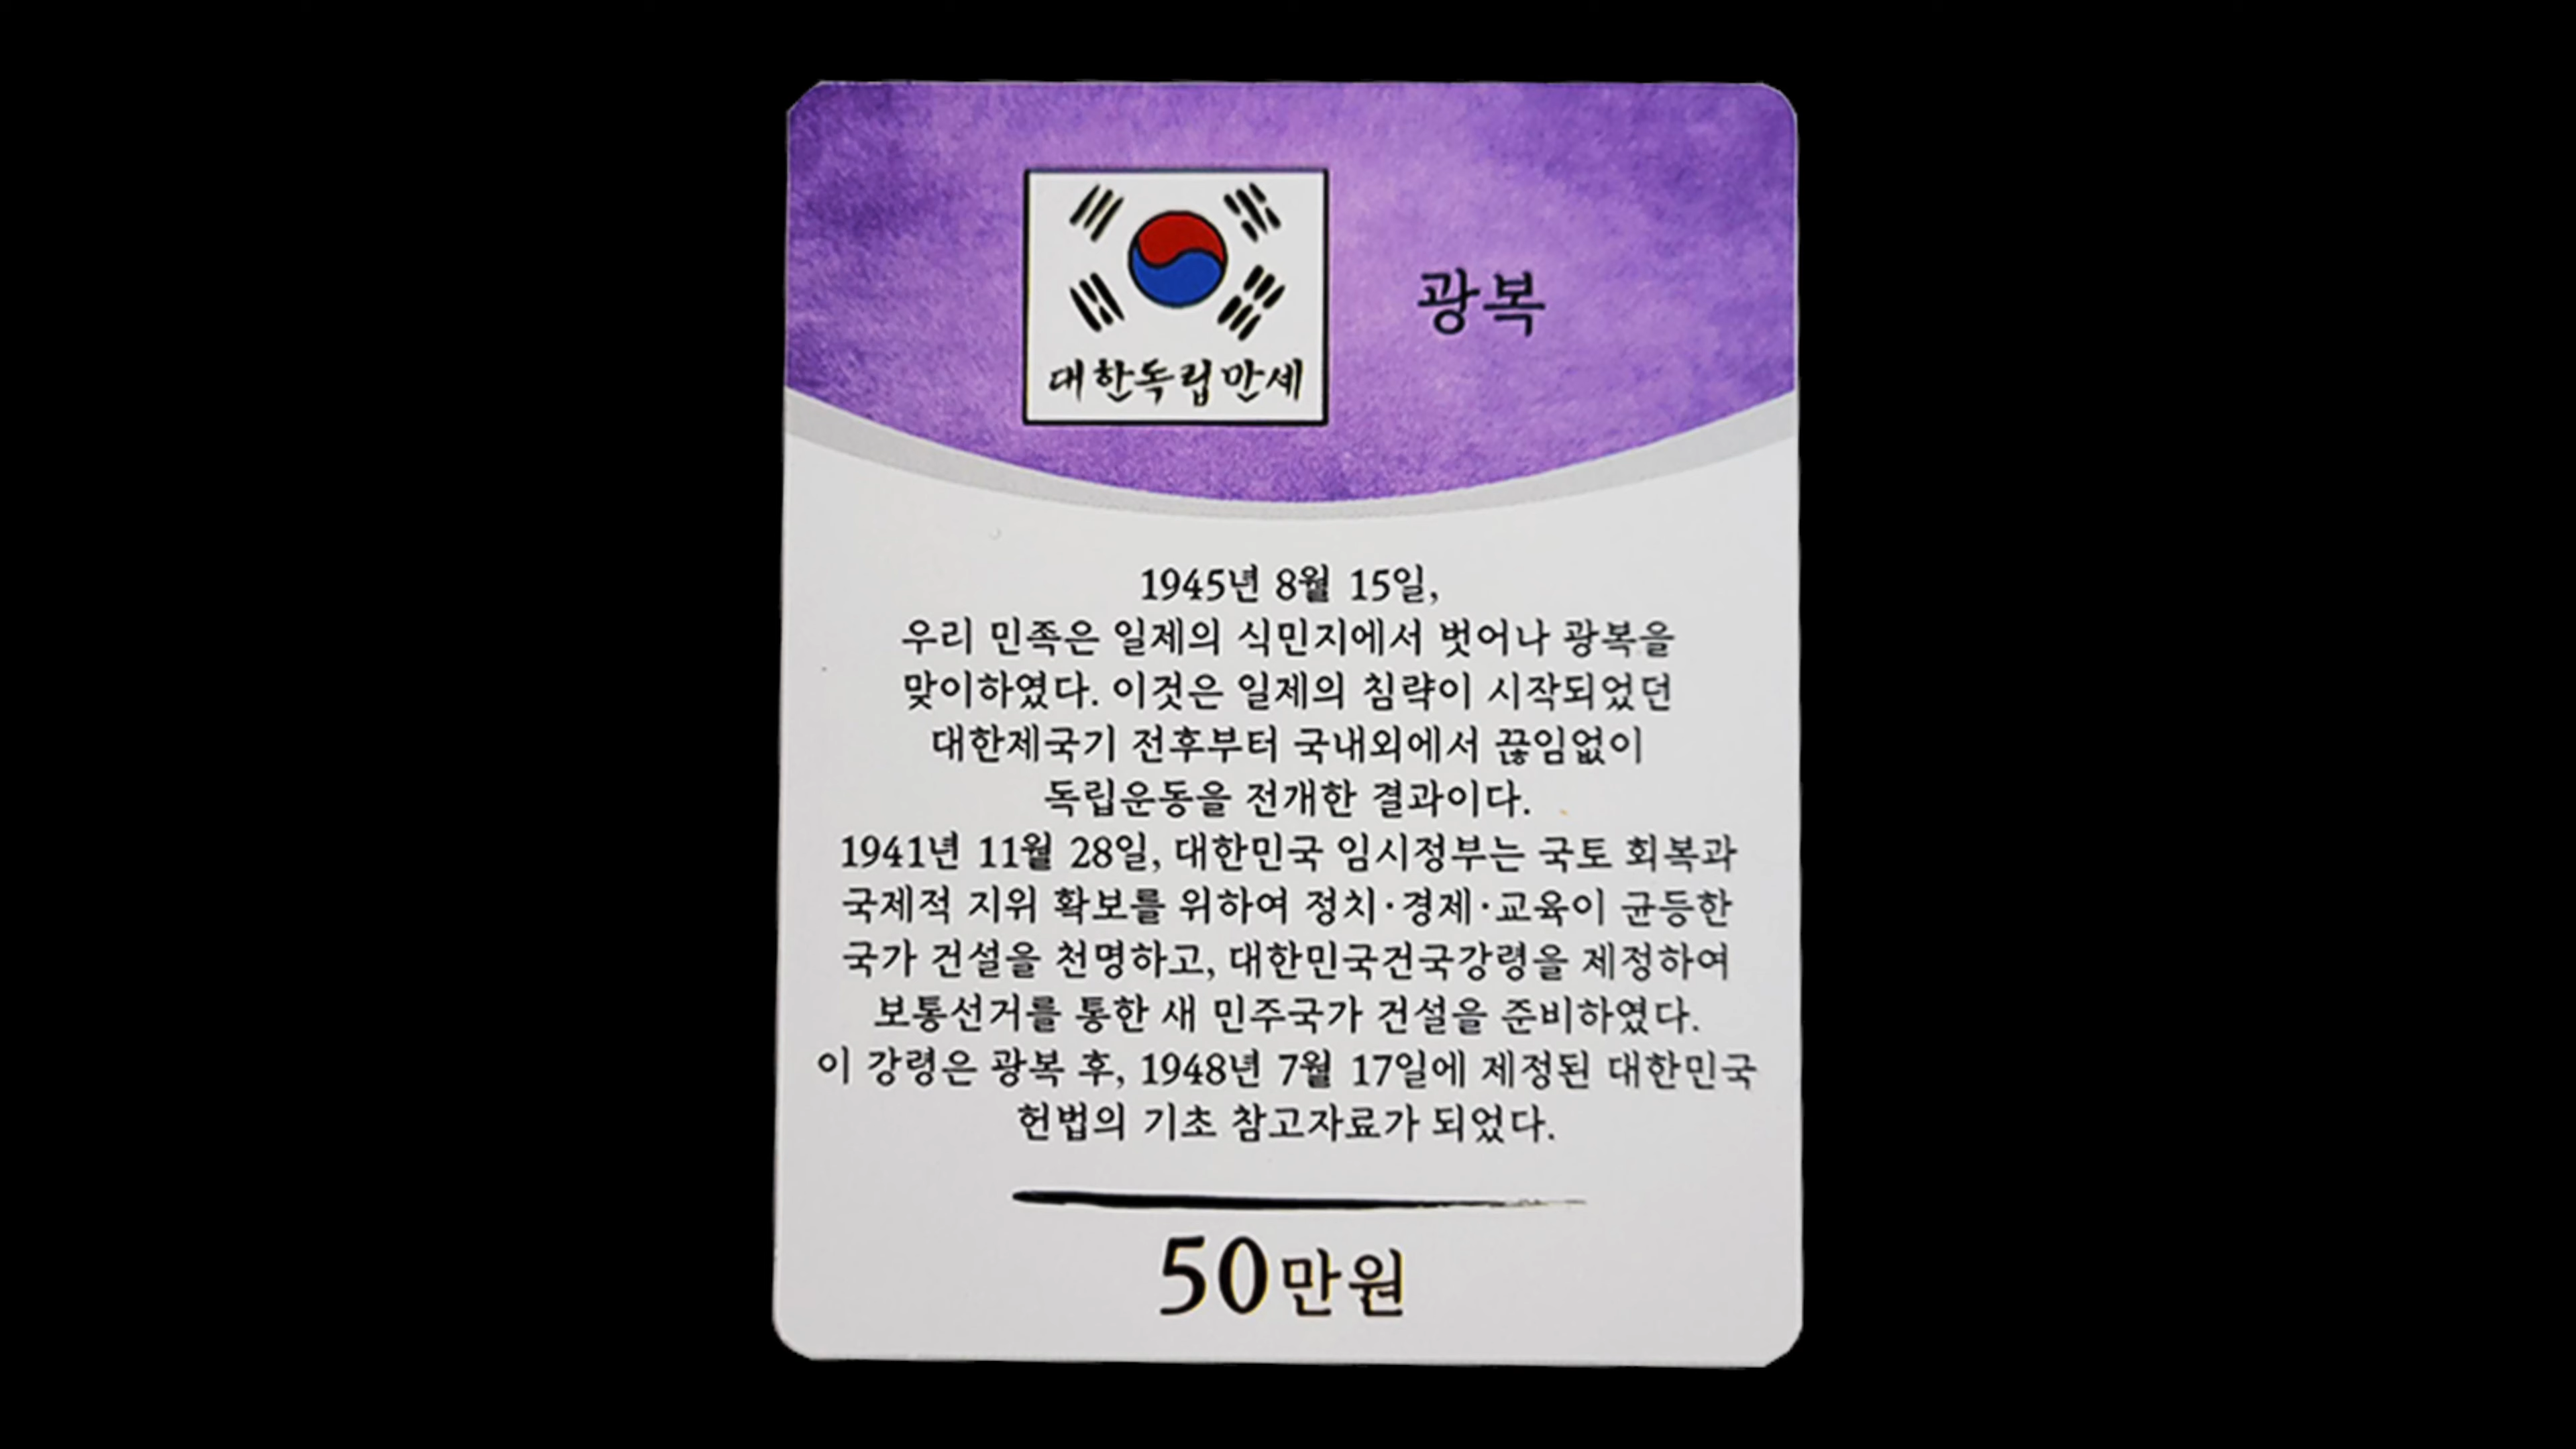 대한독립만세
광복
1945년 8월 15일,
우리 민족은 일제의 식민지에서 벗어나 광복을
맞이하였다. 이것은 일제의 침략이 시작되었던
대한제국기 전후부터 국내외에서 끊임없이
독립운동을 전개한 결과이다.
1941년 11월 28일, 대한민국 임시정부는 국토 회복과
국제적 지위 확보를 위하여 정치·경제·교육이 균등한
국가 건설을 천명하고, 대한민국건국강령을 제정하여
보통선거를 통한 새 민주국가 건설을 준비하였다.
이 강령은 광복 후, 1948년 7월 17일에 제정된 대한민국
헌법의 기초 참고자료가 되었다.
50만원